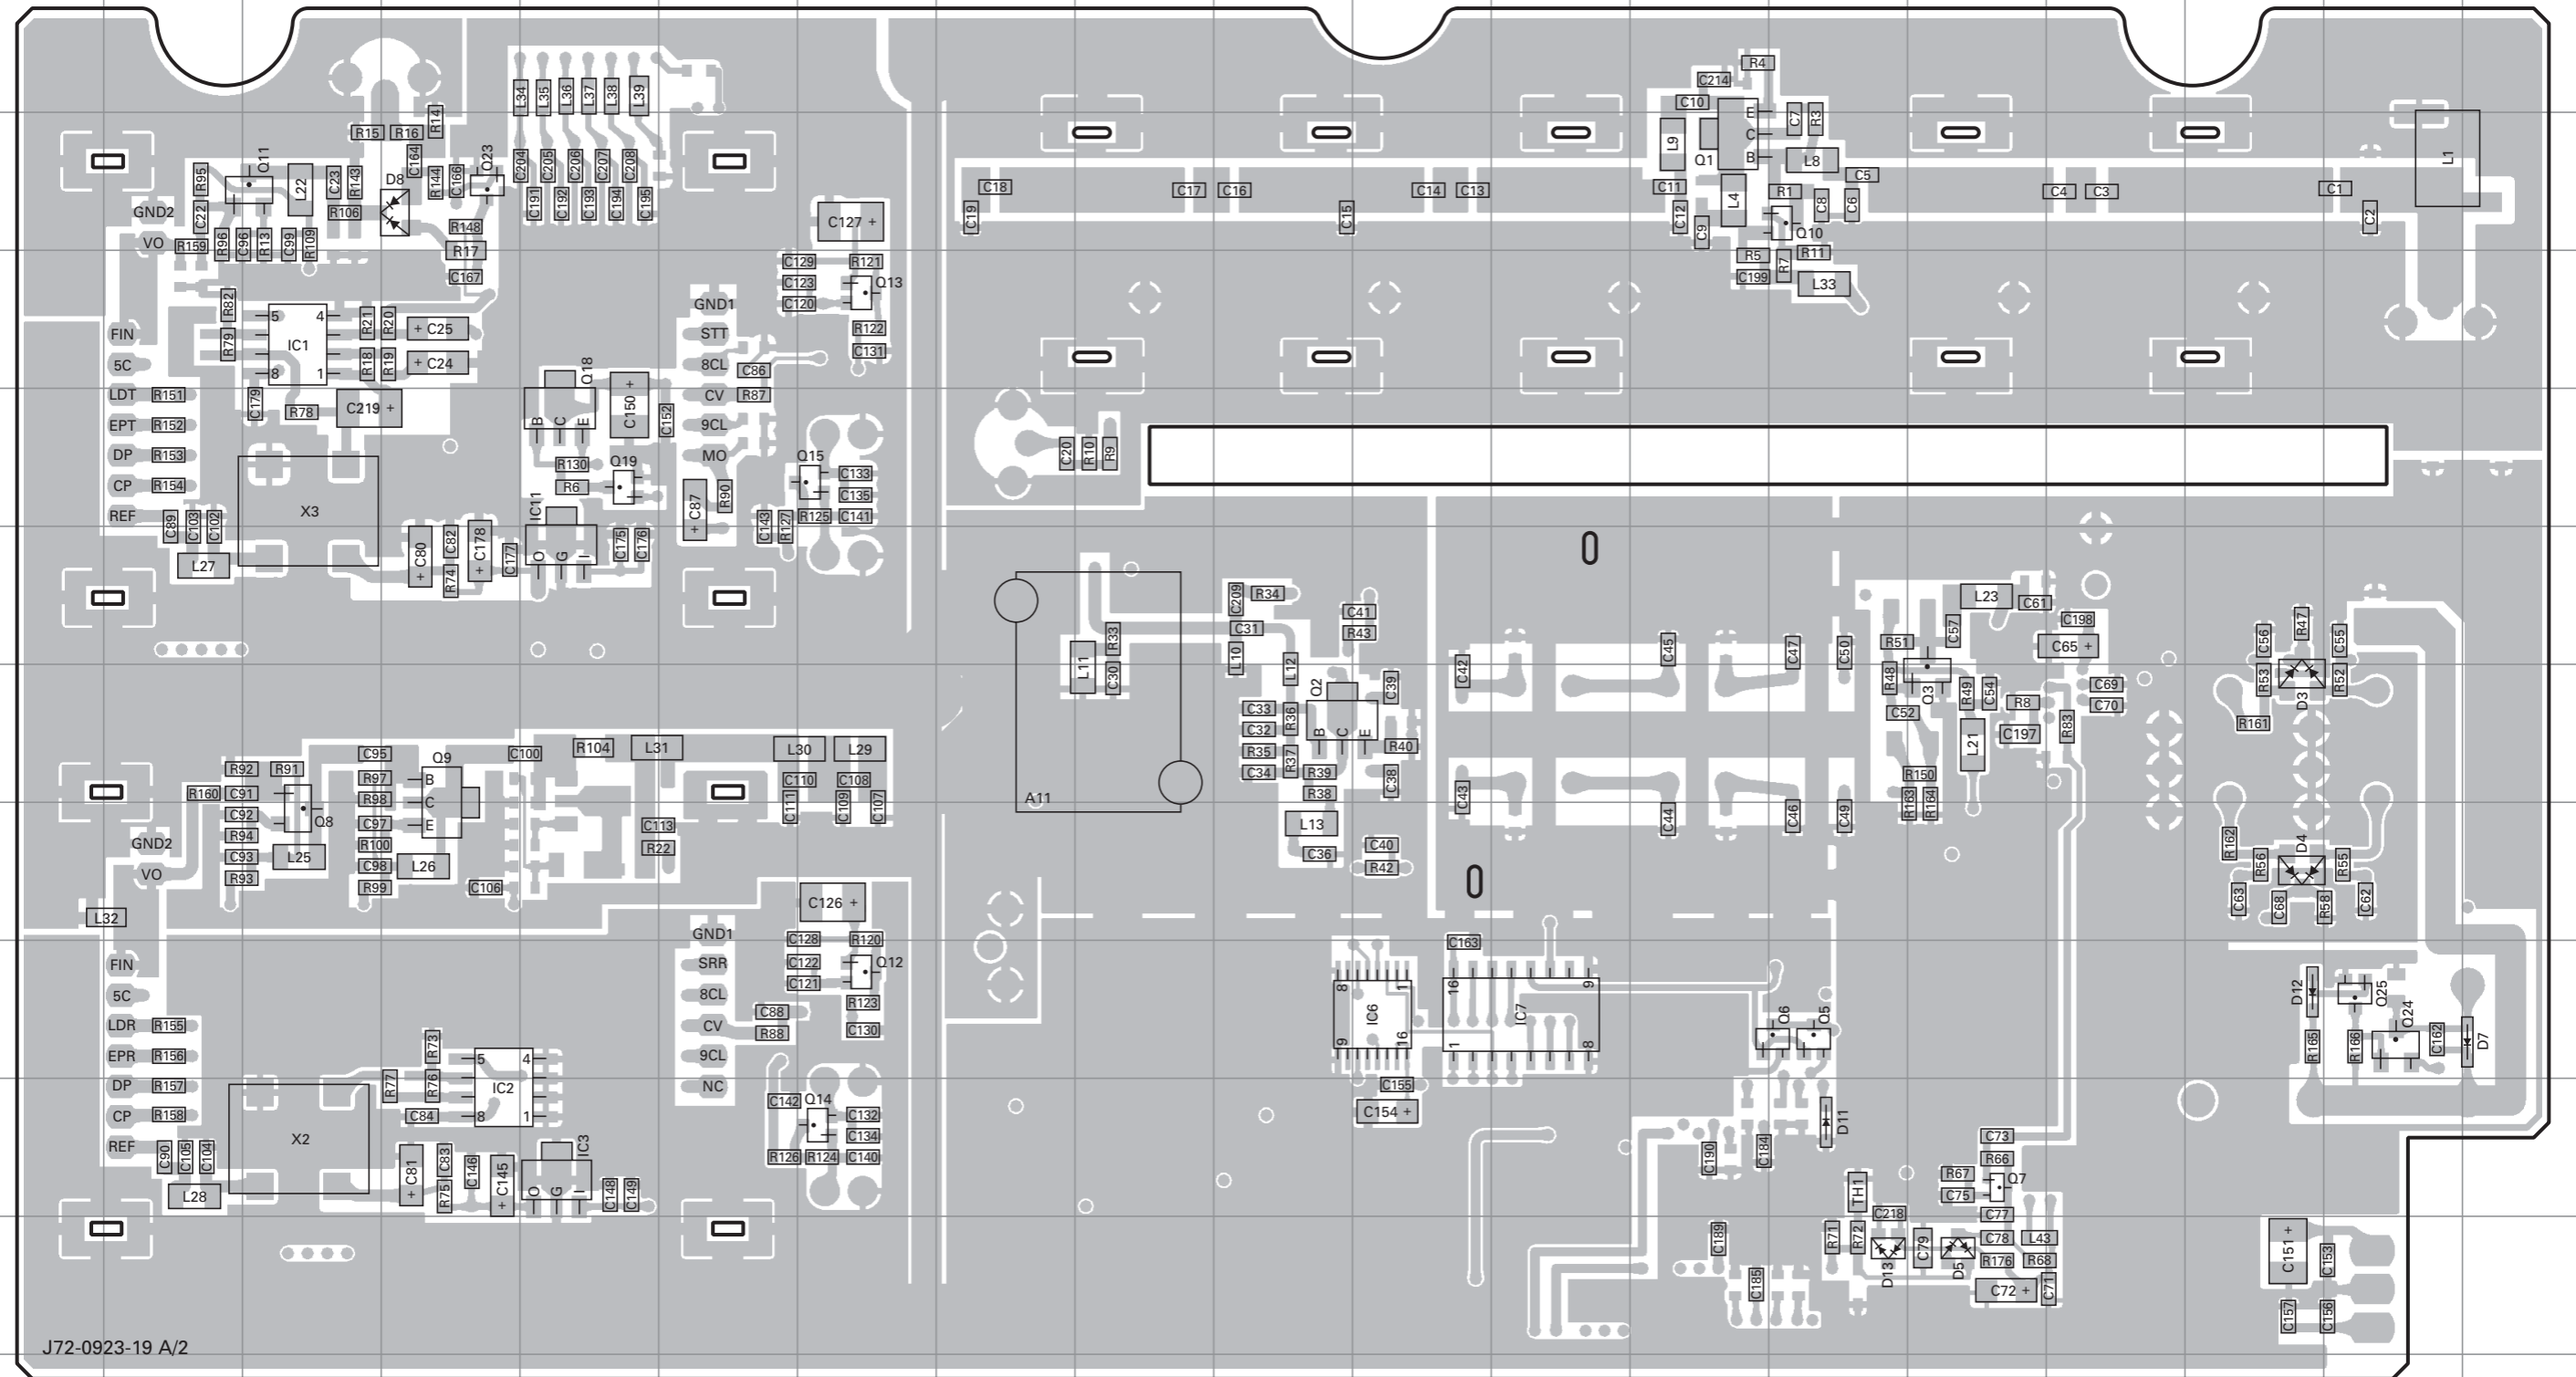 R4
C214
L34 L35 L36 L37 L38 L39
C10 E C7 R3
R14
R15 R16
L9 C
Q1 B L8
L1
Q11 C164 Q23 C204 C205 C206 C207 C208
R95 L22 C23 R143 D8 R144 C166
C18 C17 C16 C14 C13 C11 L4 R1 C5 C4 C3 C1
C191 C192 C193 C194 C195
GND2 C22 R106 R148
C127 +
C19 C15 C12 C9 C8 C6 C2
Q10
VO R159 R96 C96 R13 C99 R109 R17
C129 R121 R5 R7 R11
C167 C123 Q13 C199 L33
R82 GND1 C120
5 4 R21 R20 + C25
FIN R79 IC1 STT R122
5C 8 1 R18 R19 + C24 Q18 8CL C86 C131
LDT R151 C179 R78 C219 + B C E + C150 C152 CV R87
EPT R152 9CL
DP R153 R130 Q19 MO Q15 C133 C20 R10 R9
CP R154 X3 R6 C87 + R90 C135
REF C89 C103 C102 IC11 C143 R127 R125 C141
L27 C80 + C82 R74 C178 + C177 O G I C175 C176
C209 R34 L23 C61
C41 C198
L11 R33 C30 C31 R43 C45 C47 C50 R51 C57 C65 + C56 R47 C55
L10 L12 C42 R48 Q3 R53 D3 R52
Q2 C39 R49 C54 C69
C33 R36 C52 R8 C70
C32 B C E C197 R83 R161
C95 Q9 C100 R104 L31 L30 L29 R35 R37 R40 L21
R92 R91 R97 B C110 C108 C34 R39 C38 R150
R160 C91 R98 C C111 C109 C107 A11 R38 C43 R163 R164
C92 Q8 C97 E C113 L13 C44 C46 C49
R94 R100 R22 C40 R162 D4
GND2 C93 L25 C98 L26 C36 R42 R56 R55
VO R93 R99 C106 C63 C68 R58 C62
L32 C126 +
GND1 C128 R120 C163
FIN SRR C122 Q12 8 1 16 9 D12 Q25
5C 8CL C121
LDR R155 CV C88 R123 IC6 IC7 Q6 Q5 Q24
R88 C130 9 16 1 8 R165 R166 C162 D7
EPR R156 R73 5 4 9CL
DP R157 R77 R76 IC2 NC C155
CP R158 C84 8 1 C142 Q14 C132 C154 + D11
REF X2 C134 C73
C90 C105 C104 C81 + C83 R75 C146 C145 + IC3 R126 R124 C140 C190 C184 R66
L28 O G I C148 C149 TH1 R67 Q7
C75
C218 C77
C189 R71 R72 D13 C79 D5 C78 L43 C151 + C153
R176 R68
C185 C72 + C71
C157 C156
J72-0923-19 A/2